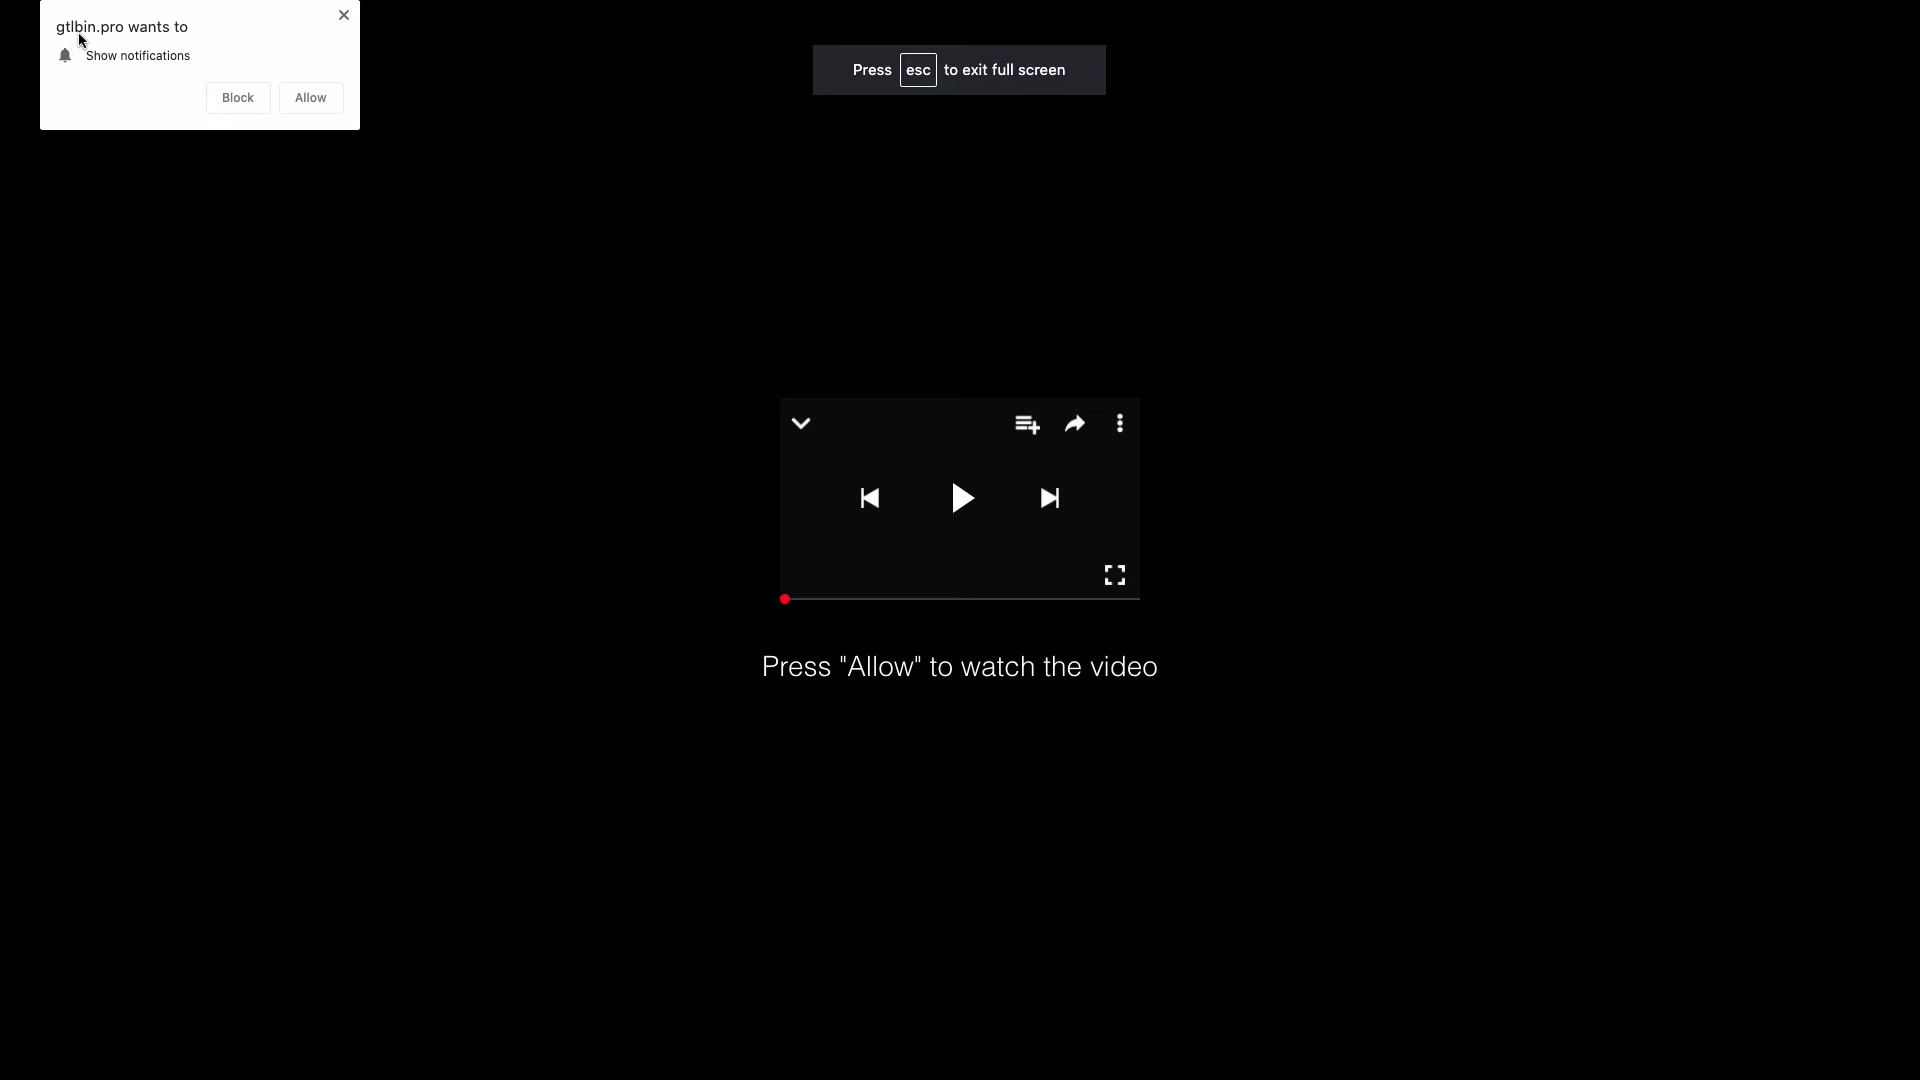 gtlbin.pro wants to
Show notifications
Block Allow
Press esc to exit full screen
Press "Allow" to watch the video